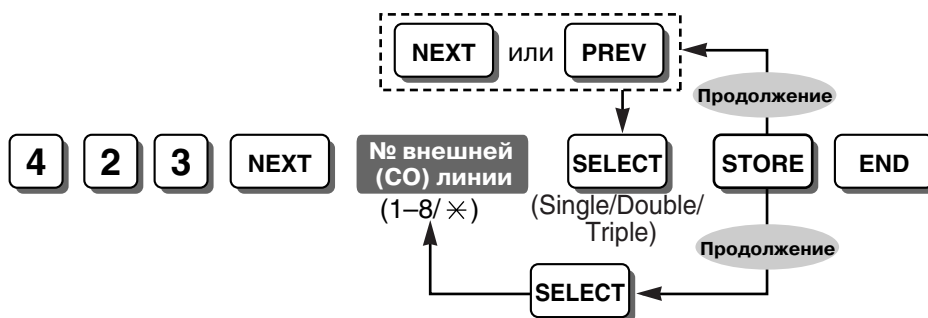 NEXT или PREV
Продолжение
4 2 3 NEXT № внешней (CO) линии SELECT STORE END
(1–8/ ✳) (Single/Double/
Triple)
Продолжение
SELECT